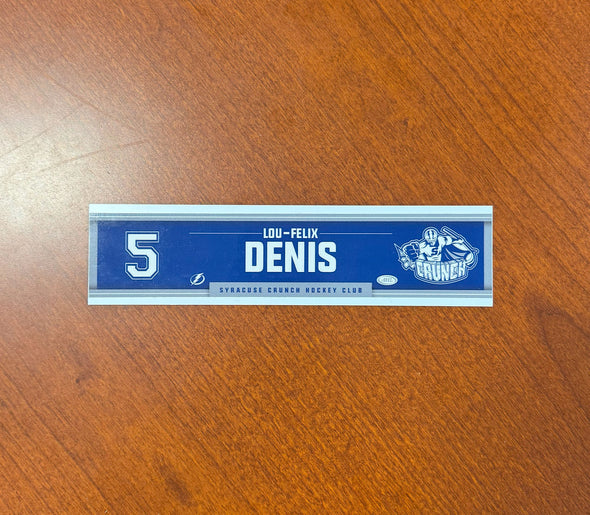 5
LOU-FELIX
DENIS
CRUNCH
SYRACUSE CRUNCH HOCKEY CLUB